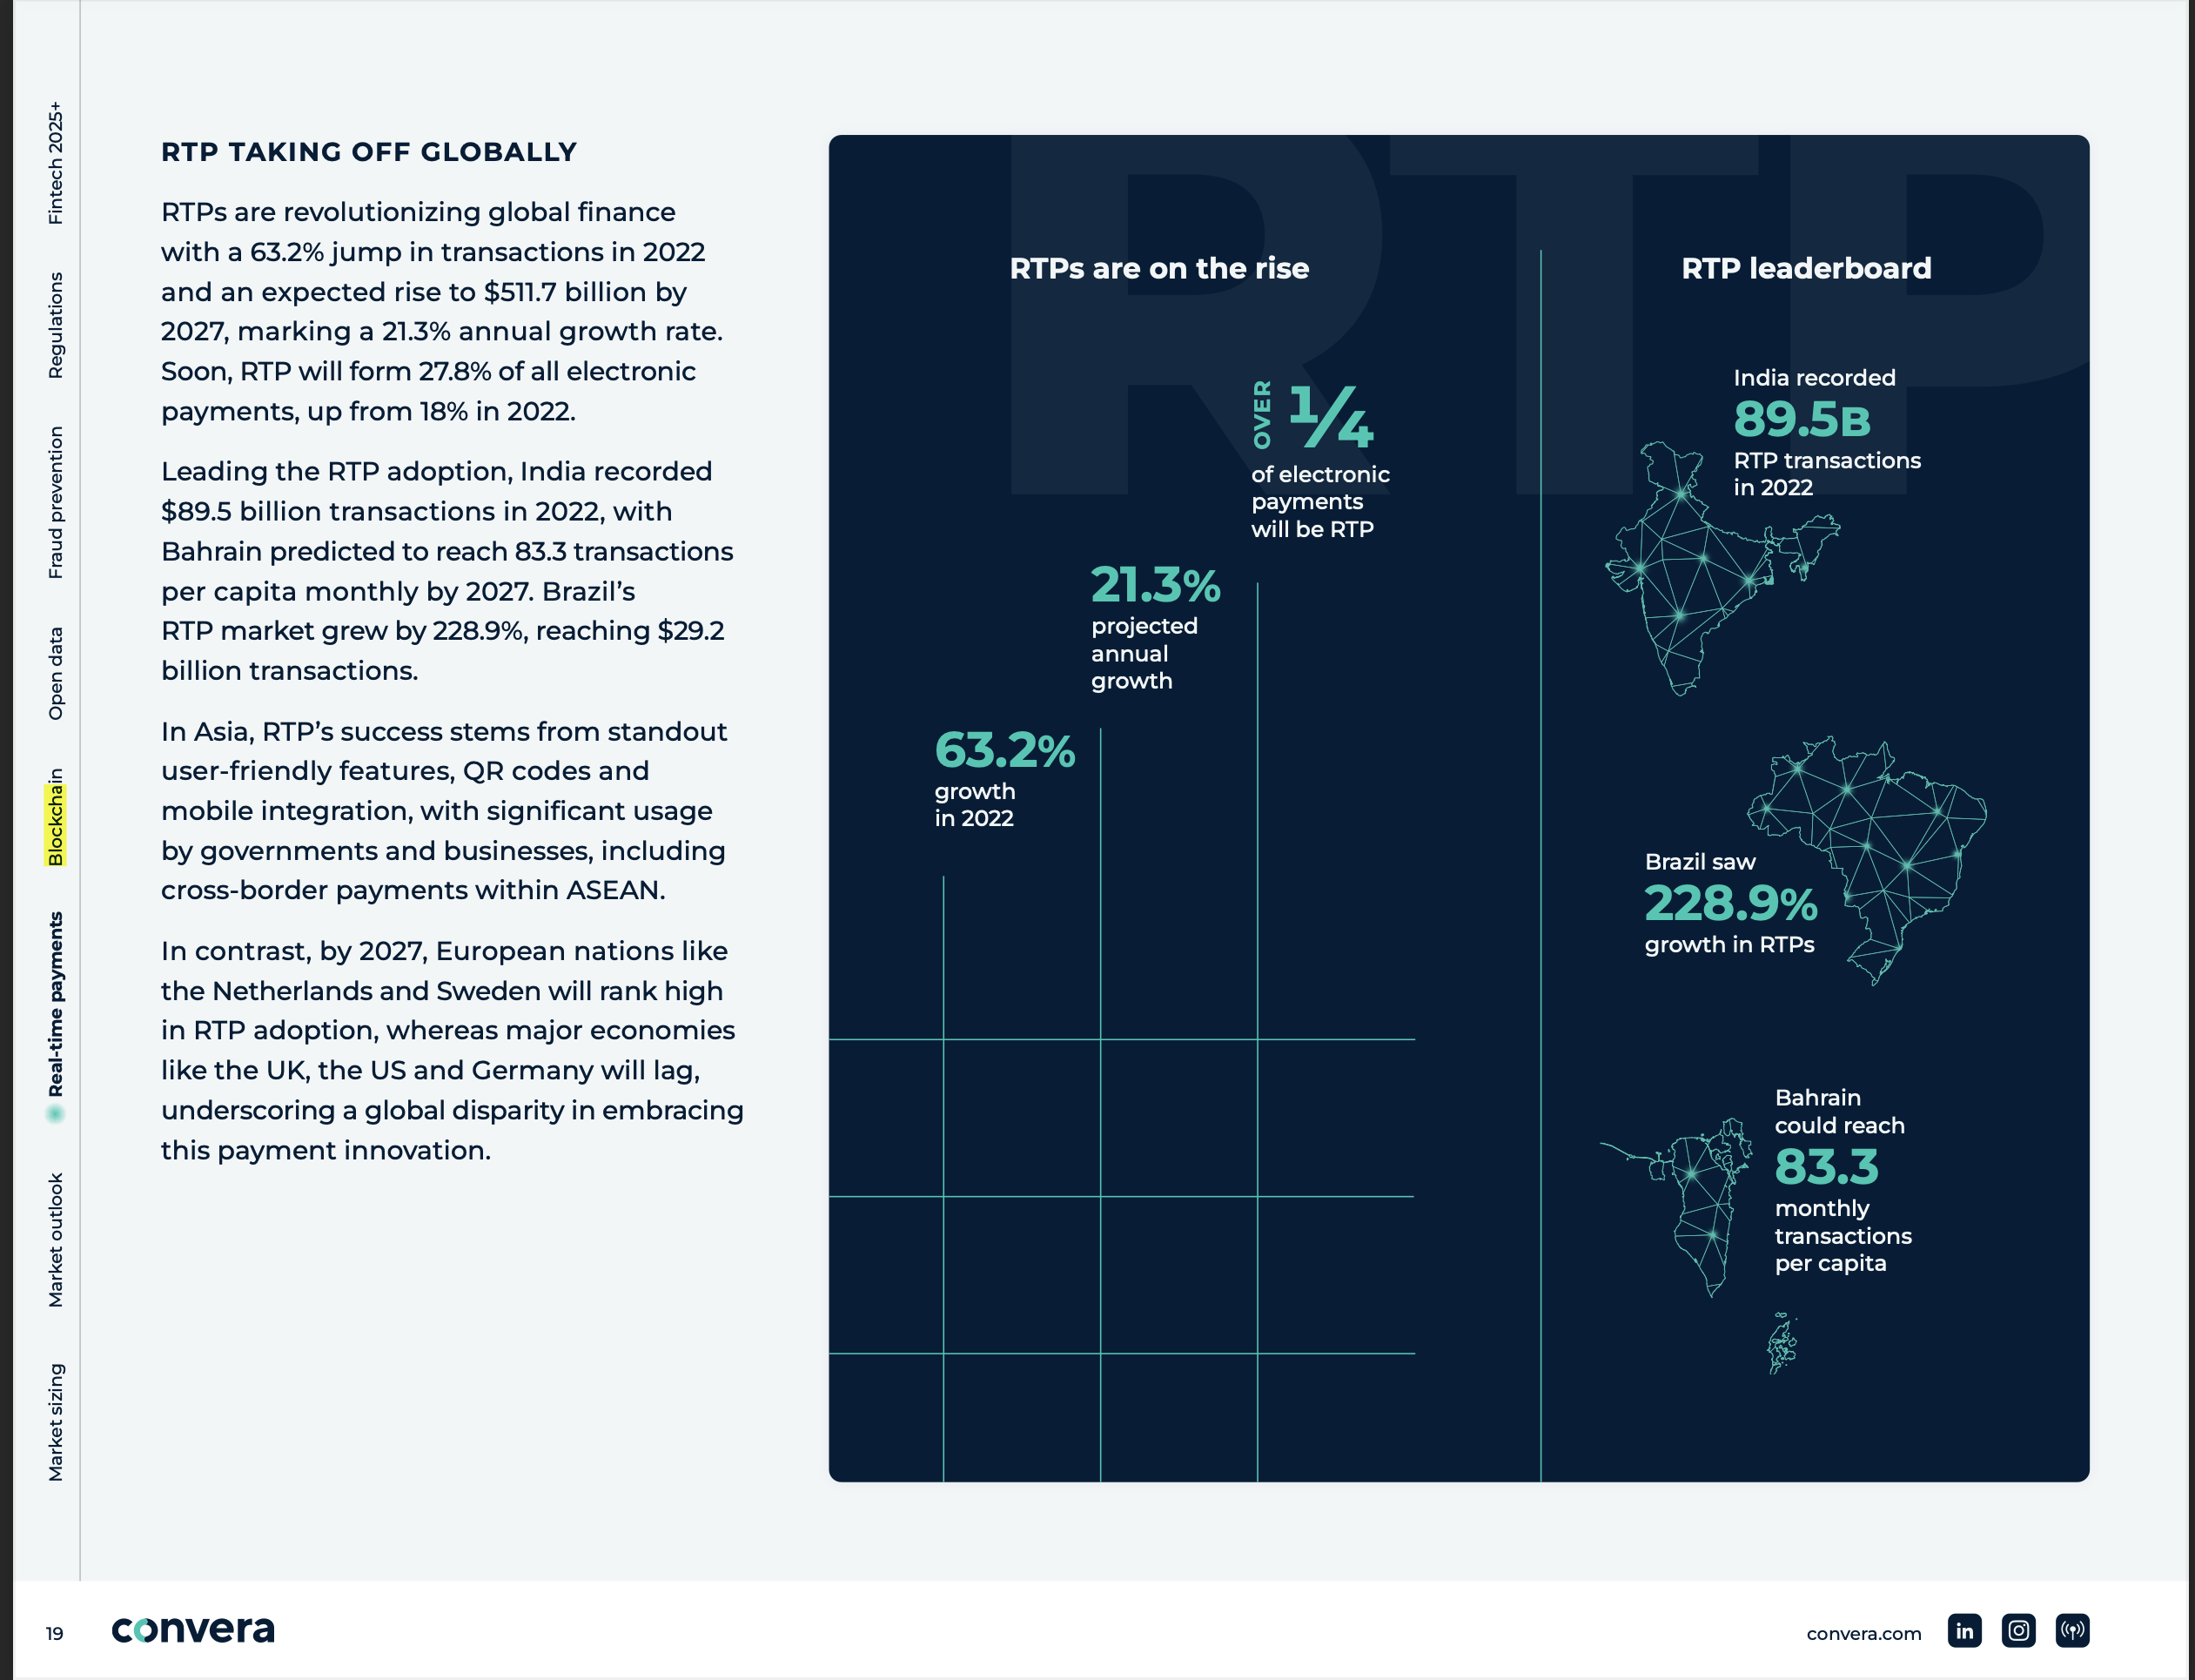 Fintech 2025+
Regulations
Fraud prevention
Open data
Blockchain
Real-time payments
Market outlook
Market sizing
RTP TAKING OFF GLOBALLY
RTPs are revolutionizing global finance
with a 63.2% jump in transactions in 2022
and an expected rise to $511.7 billion by
2027, marking a 21.3% annual growth rate.
Soon, RTP will form 27.8% of all electronic
payments, up from 18% in 2022.
Leading the RTP adoption, India recorded
$89.5 billion transactions in 2022, with
Bahrain predicted to reach 83.3 transactions
per capita monthly by 2027. Brazil’s
RTP market grew by 228.9%, reaching $29.2
billion transactions.
In Asia, RTP’s success stems from standout
user-friendly features, QR codes and
mobile integration, with significant usage
by governments and businesses, including
cross-border payments within ASEAN.
In contrast, by 2027, European nations like
the Netherlands and Sweden will rank high
in RTP adoption, whereas major economies
like the UK, the US and Germany will lag,
underscoring a global disparity in embracing
this payment innovation.
RTP
RTPs are on the rise
OVER ¼
of electronic
payments
will be RTP
21.3%
projected
annual
growth
63.2%
growth
in 2022
RTP leaderboard
India recorded
89.5B
RTP transactions
in 2022
Brazil saw
228.9%
growth in RTPs
Bahrain
could reach
83.3
monthly
transactions
per capita
19
convera
convera.com
in